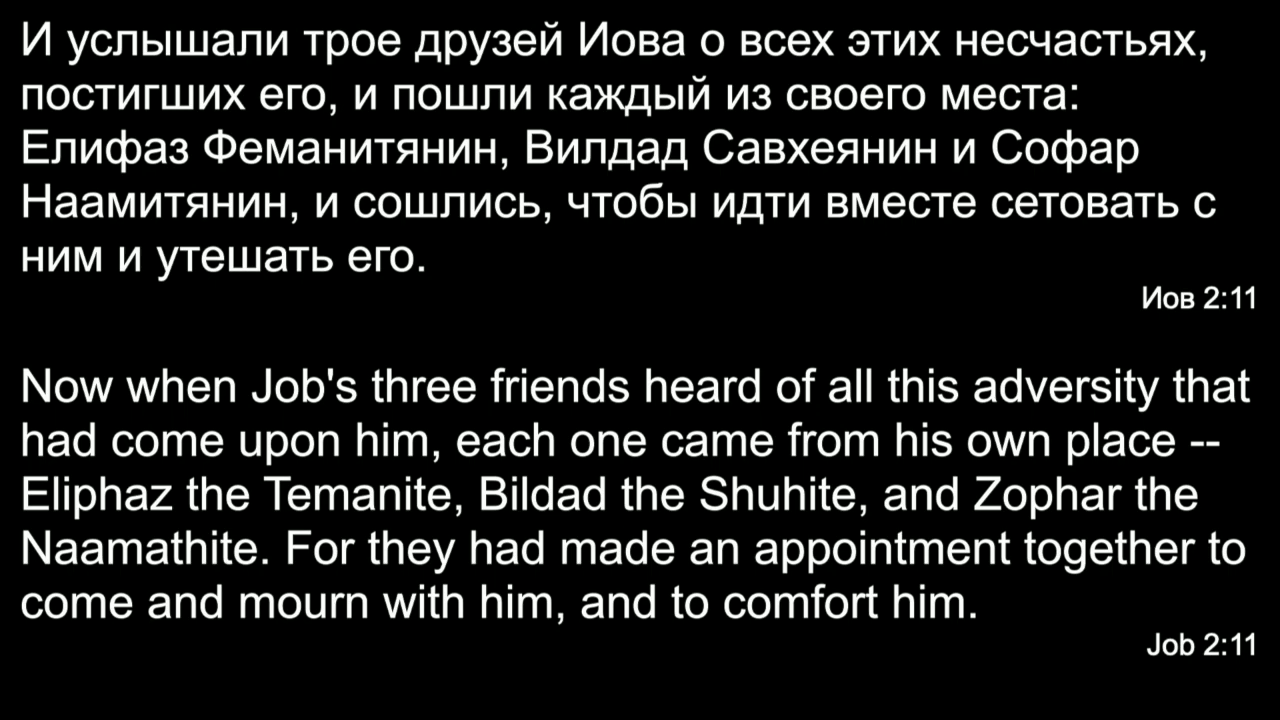 И услышали трое друзей Иова о всех этих несчастьях,
постигших его, и пошли каждый из своего места:
Елифаз Феманитянин, Вилдад Савхеянин и Софар
Наамитянин, и сошлись, чтобы идти вместе сетовать с
ним и утешать его.
Иов 2:11
Now when Job's three friends heard of all this adversity that
had come upon him, each one came from his own place --
Eliphaz the Temanite, Bildad the Shuhite, and Zophar the
Naamathite. For they had made an appointment together to
come and mourn with him, and to comfort him.
Job 2:11